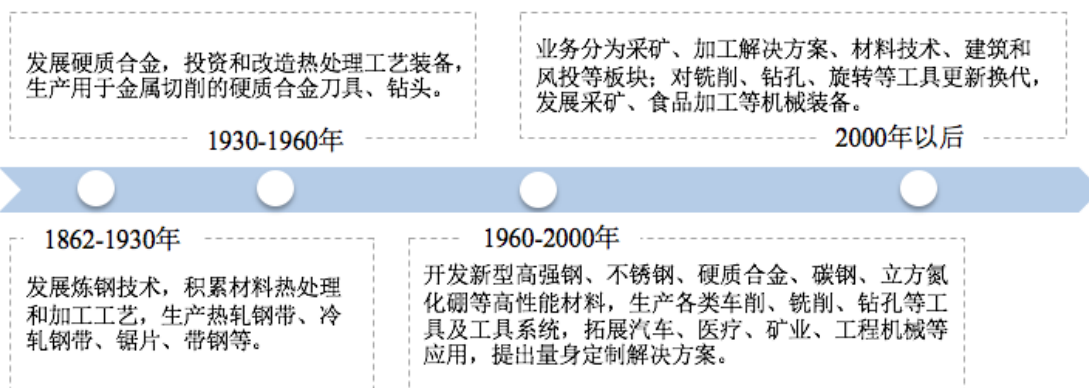 发展硬质合金，投资和改造热处理工艺装备，
生产用于金属切削的硬质合金刀具、钻头。
1930-1960年
业务分为采矿、加工解决方案、材料技术、建筑和
风投等板块；对铣削、钻孔、旋转等工具更新换代，
发展采矿、食品加工等机械装备。
2000年以后
1862-1930年
发展炼钢技术，积累材料热处理
和加工工艺，生产热轧钢带、冷
轧钢带、锯片、带钢等。
1960-2000年
开发新型高强钢、不锈钢、硬质合金、碳钢、立方氮
化硼等高性能材料，生产各类车削、铣削、钻孔等工
具及工具系统，拓展汽车、医疗、矿业、工程机械等
应用，提出量身定制解决方案。